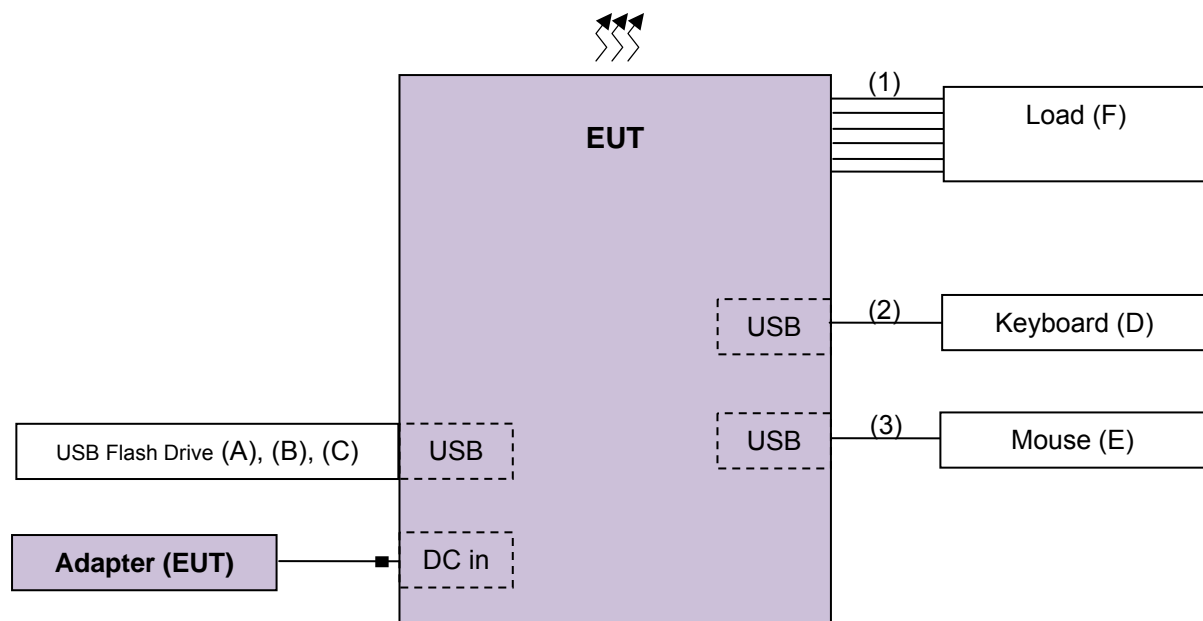 (1)
Load (F)
EUT
USB
(2)
Keyboard (D)
USB Flash Drive (A), (B), (C)
USB
USB
(3)
Mouse (E)
Adapter (EUT)
DC in